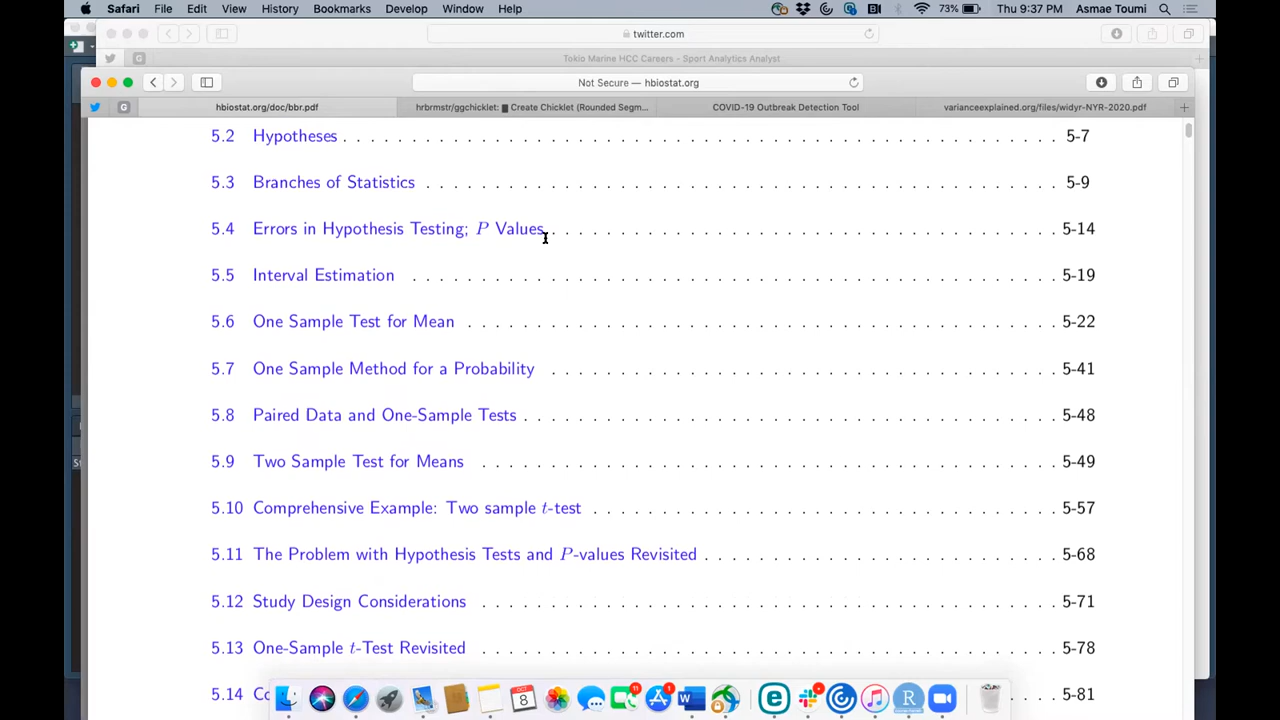 Safari File Edit View History Bookmarks Develop Window Help 73% Thu 9:37 PM Asmae Toumi
twitter.com
Tokio Marine HCC Careers - Sport Analytics Analyst
Not Secure — hbiostat.org
G hbiostat.org/doc/bbr.pdf hrbrmstr/ggchicklet: Create Chicklet (Rounded Segm... COVID-19 Outbreak Detection Tool varianceexplained.org/files/widyr-NYR-2020.pdf
5.2 Hypotheses . . . . . . . . . . 5-7
5.3 Branches of Statistics . . . . . . . . . . 5-9
5.4 Errors in Hypothesis Testing; P Values . . . . . . . . . . 5-14
5.5 Interval Estimation . . . . . . . . . . 5-19
5.6 One Sample Test for Mean . . . . . . . . . . 5-22
5.7 One Sample Method for a Probability . . . . . . . . . . 5-41
5.8 Paired Data and One-Sample Tests . . . . . . . . . . 5-48
5.9 Two Sample Test for Means . . . . . . . . . . 5-49
5.10 Comprehensive Example: Two sample t-test . . . . . . . . . . 5-57
5.11 The Problem with Hypothesis Tests and P-values Revisited . . . . . . . . . . 5-68
5.12 Study Design Considerations . . . . . . . . . . 5-71
5.13 One-Sample t-Test Revisited . . . . . . . . . . 5-78
5.14 5-81
OCT
8
11
1
W
e
R